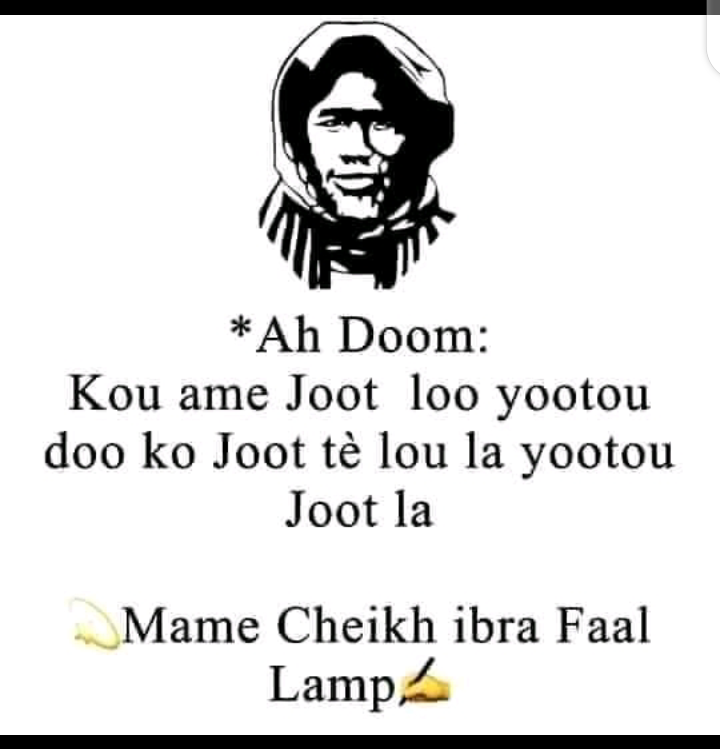 *Ah Doom:
Kou ame Joot loo yootou
doo ko Joot tè lou la yootou
Joot la
💫Mame Cheikh ibra Faal
Lamp✍️